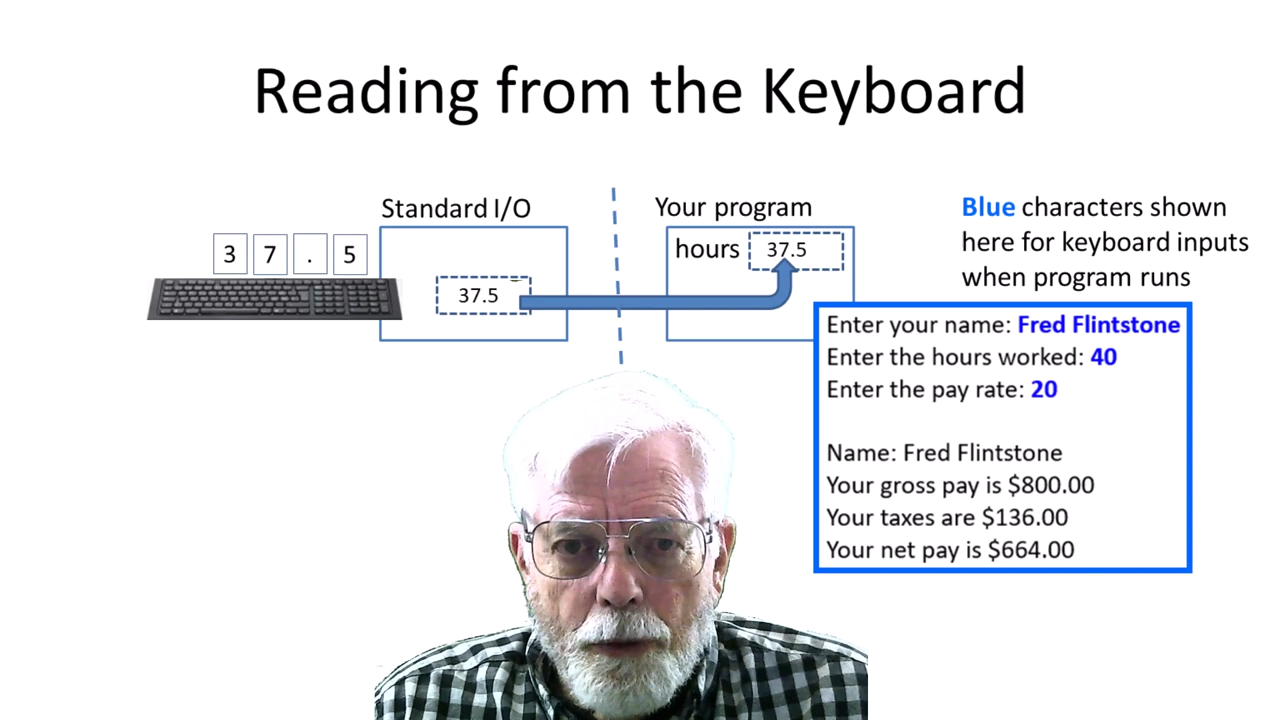 Reading from the Keyboard
Standard I/O
Your program
Blue characters shown
here for keyboard inputs
when program runs
3 7 . 5
37.5
hours 37.5
Enter your name: Fred Flintstone
Enter the hours worked: 40
Enter the pay rate: 20
Name: Fred Flintstone
Your gross pay is $800.00
Your taxes are $136.00
Your net pay is $664.00